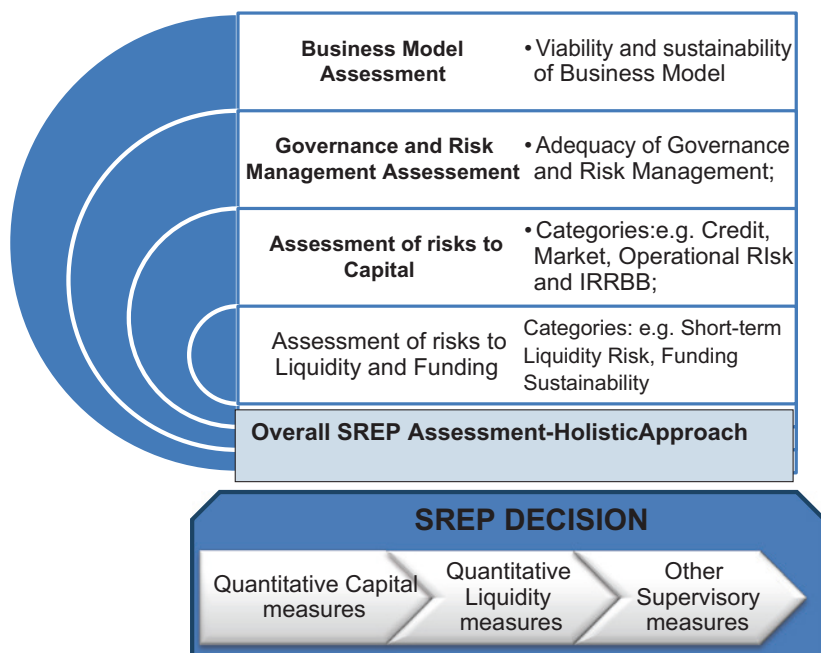 Business Model
Assessment
• Viability and sustainability
of Business Model
Governance and Risk
Management Assessement
• Adequacy of Governance
and Risk Management;
Assessment of risks to
Capital
• Categories:e.g. Credit,
Market, Operational RIsk
and IRRBB;
Assessment of risks to
Liquidity and Funding
Categories: e.g. Short-term
Liquidity Risk, Funding
Sustainability
Overall SREP Assessment-HolisticApproach
SREP DECISION
Quantitative Capital
measures
Quantitative
Liquidity
measures
Other
Supervisory
measures